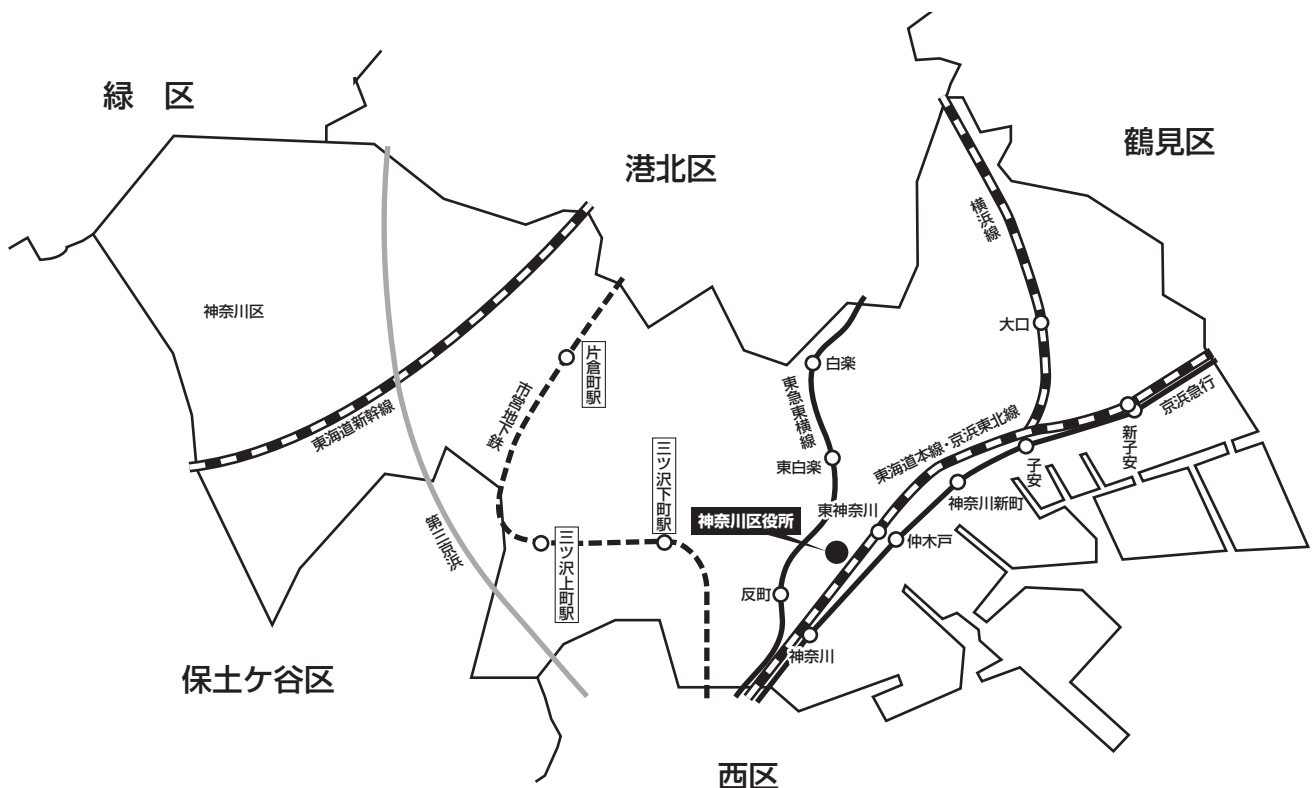 緑 区
港北区
鶴見区
横浜線
神奈川区
大口
片倉町駅
白楽
市営地下鉄
東急東横線
京浜急行
東海道新幹線
東海道本線・京浜東北線
新子安
三ツ沢下町駅
東白楽
子安
神奈川新町
東神奈川
神奈川区役所
仲木戸
第三京浜
三ツ沢上町駅
反町
神奈川
保土ケ谷区
西区